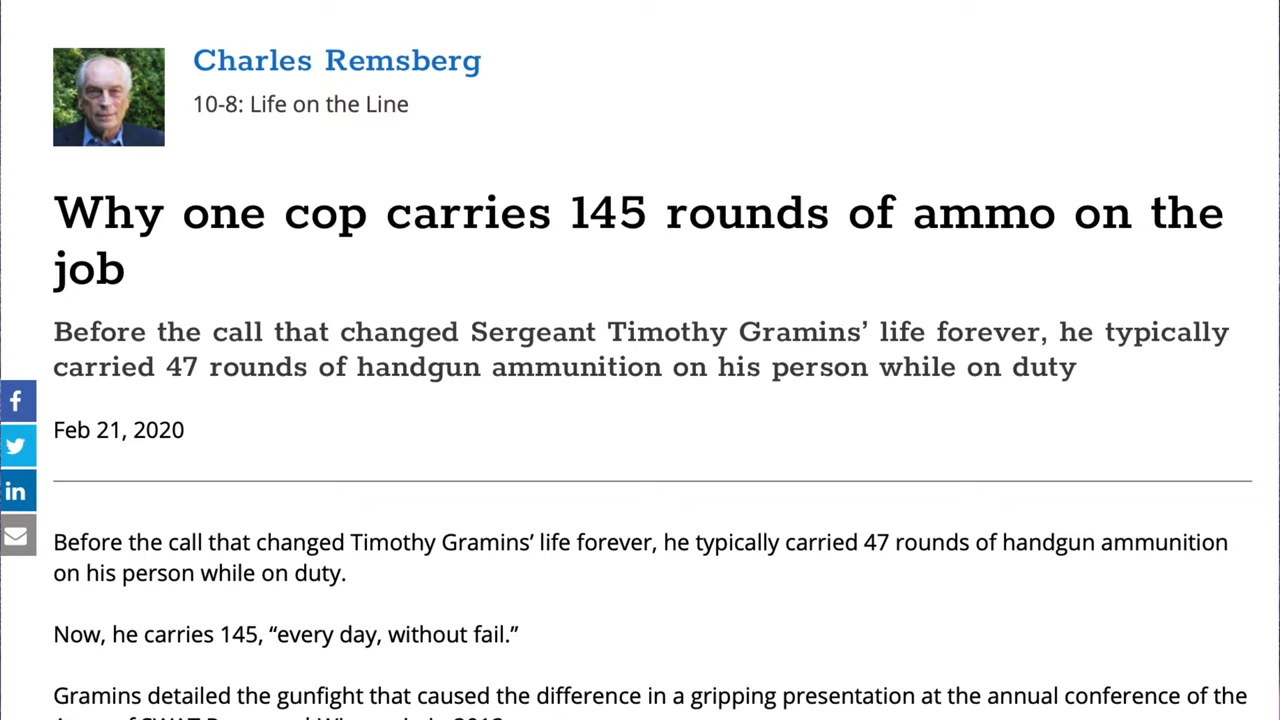 Charles Remsberg
10-8: Life on the Line
Why one cop carries 145 rounds of ammo on the
job
Before the call that changed Sergeant Timothy Gramins’ life forever, he typically
carried 47 rounds of handgun ammunition on his person while on duty
Feb 21, 2020
Before the call that changed Timothy Gramins’ life forever, he typically carried 47 rounds of handgun ammunition
on his person while on duty.
Now, he carries 145, “every day, without fail.”
Gramins detailed the gunfight that caused the difference in a gripping presentation at the annual conference of the